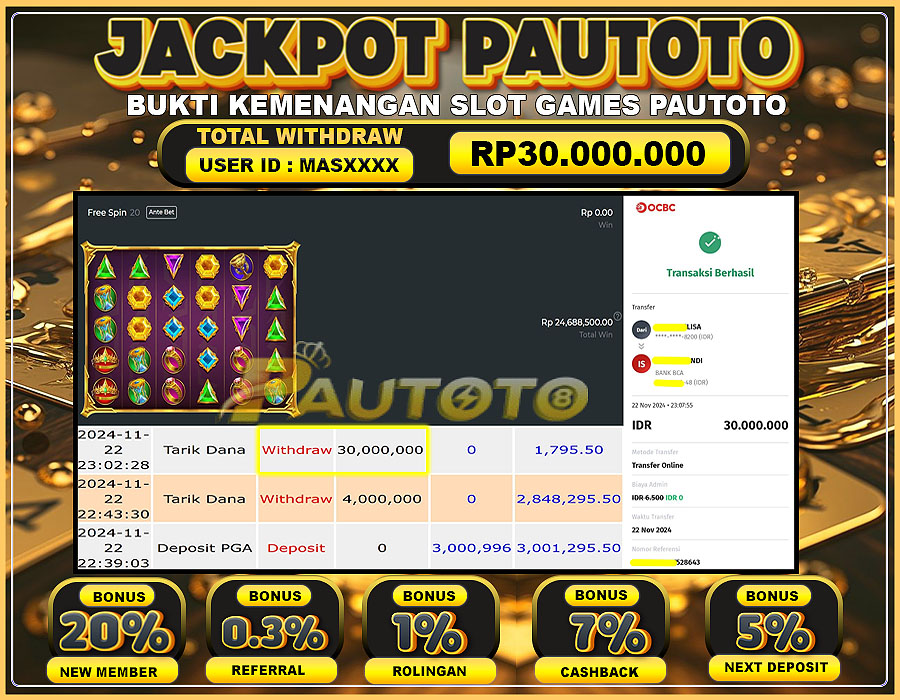 JACKPOT PAUTOTO
BUKTI KEMENANGAN SLOT GAMES PAUTOTO
TOTAL WITHDRAW
USER ID : MASXXXX
RP30.000.000
Free Spin 20 Ante Bet
Rp 0.00
Win
Rp 24,688,500.00
Total Win
PAUTOTO8
OCBC
Transaksi Berhasil
Transfer
Dari
LISA
****-****-8200 (IDR)
IS
NDI
BANK BCA
-48 (IDR)
22 Nov 2024 • 23:07:55
IDR 30.000.000
Metode Transfer
Transfer Online
Biaya Admin
IDR 6.500 IDR 0
Waktu Transfer
22 Nov 2024
Nomor Referensi
528643
2024-11-
22
23:02:28
Tarik Dana Withdraw 30,000,000 0 1,795.50
2024-11-
22
22:43:30
Tarik Dana Withdraw 4,000,000 0 2,848,295.50
2024-11-
22
22:39:03
Deposit PGA Deposit 0 3,000,996 3,001,295.50
BONUS
20%
NEW MEMBER
BONUS
0.3%
REFERRAL
BONUS
1%
ROLINGAN
BONUS
7%
CASHBACK
BONUS
5%
NEXT DEPOSIT